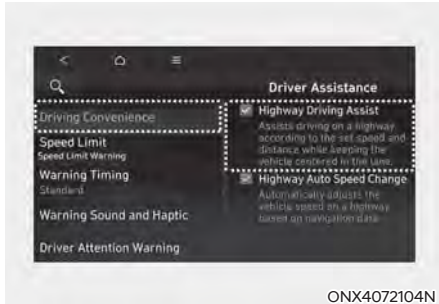 Driver Assistance
Driving Convenience
Speed Limit
Speed Limit Warning
Warning Timing
Standard
Warning Sound and Haptic
Driver Attention Warning
Highway Driving Assist
Assists driving on a highway
according to the set speed and
distance while keeping the
vehicle centered in the lane.
Highway Auto Speed Change
Automatically adjusts the
vehicle speed on a highway
based on navigation data.
ONX4072104N